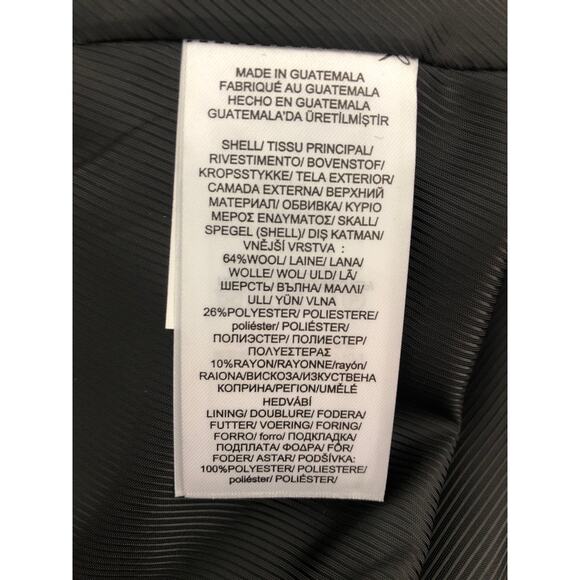 MADE IN GUATEMALA
FABRIQUÉ AU GUATEMALA
HECHO EN GUATEMALA
GUATEMALA'DA ÜRETİLMİŞTİR
SHELL/ TISSU PRINCIPAL/
RIVESTIMENTO/ BOVENSTOF/
KROPSSTYKKE/ TELA EXTERIOR/
CAMADA EXTERNA/ ВЕРХНИЙ
МАТЕРИАЛ/ ОБВИВКА/ ΚΥΡΙΟ
ΜΕΡΟΣ ΕΝΔΥΜΑΤΟΣ/ SKALL/
SPEGEL (SHELL)/ DIŞ KATMAN/
VNĚJŠÍ VRSTVA :
64%WOOL/ LAINE/ LANA/
WOLLE/ WOL/ ULD/ LÃ/
ШЕРСТЬ/ ВЪЛНА/ ΜΑΛΛΙ/
ULL/ YÜN/ VLNA
26%POLYESTER/ POLIESTERE/
poliéster/ POLIÉSTER/
ПОЛИЭСТЕР/ ПОЛИЕСТЕР/
ΠΟΛΥΕΣΤΕΡΑΣ
10%RAYON/RAYONNE/rayón/
RAIONA/ВИСКОЗА/ИЗКУСТВЕНА
КОПРИНА/ΡΕΓΙΟΝ/UMĚLÉ
HEDVÁBÍ
LINING/ DOUBLURE/ FODERA/
FUTTER/ VOERING/ FORING/
FORRO/ forro/ ПОДКЛАДКА/
ПОДПЛАТА/ ΦΟΔΡΑ/ FÔR/
FODER/ ASTAR/ PODŠÍVKA:
100%POLYESTER/ POLIESTERE/
poliéster/ POLIÉSTER/